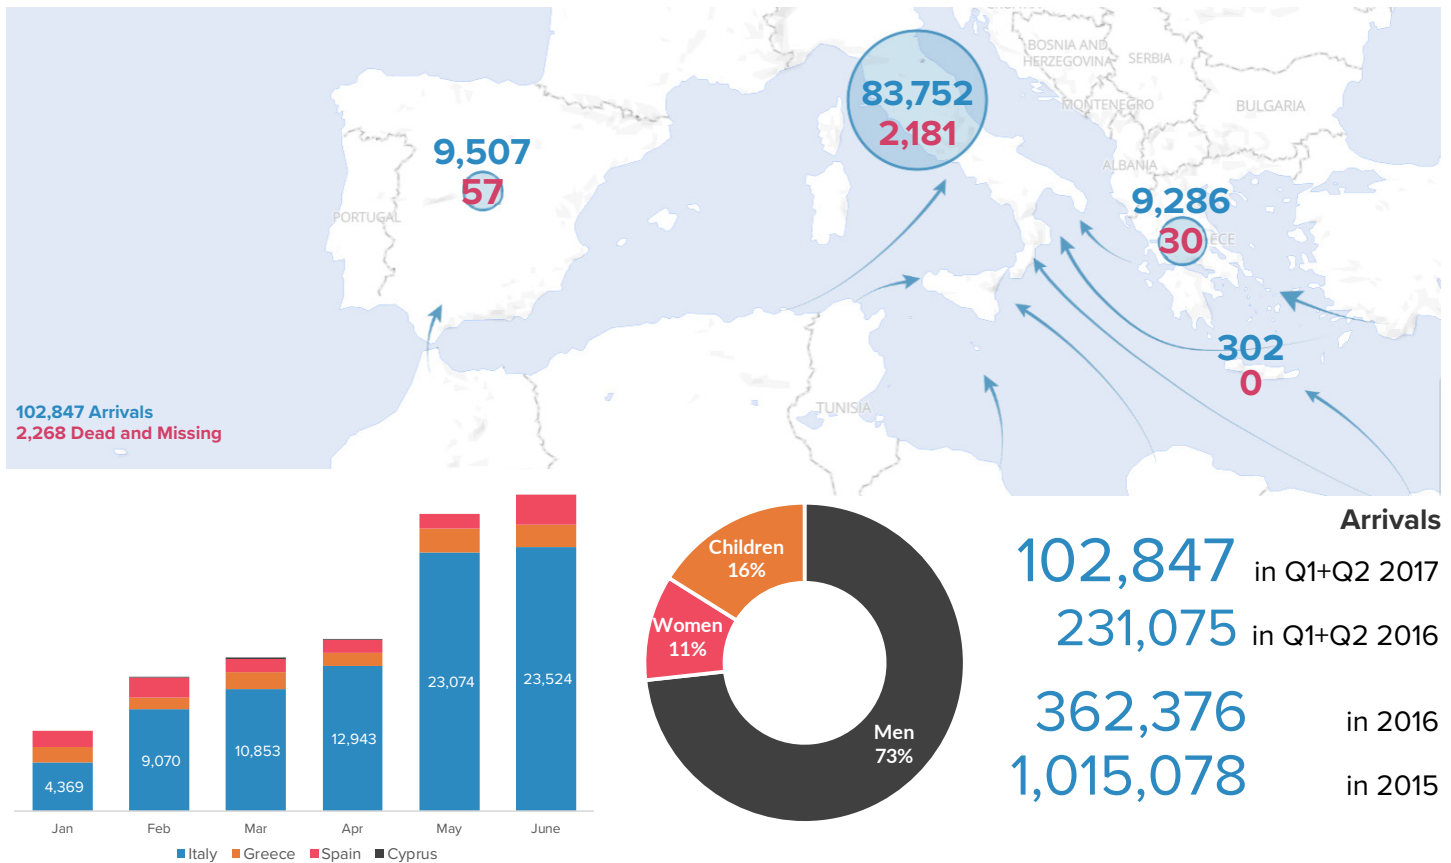 BOSNIA AND
HERZEGOVINA
SERBIA
MONTENEGRO
BULGARIA
ALBANIA
PORTUGAL
TUNISIA
83,752
2,181
9,507
57
9,286
30
302
0
102,847 Arrivals
2,268 Dead and Missing
4,369
9,070
10,853
12,943
23,074
23,524
Jan Feb Mar Apr May June
Italy Greece Spain Cyprus
Children
16%
Women
11%
Men
73%
Arrivals
102,847 in Q1+Q2 2017
231,075 in Q1+Q2 2016
362,376 in 2016
1,015,078 in 2015